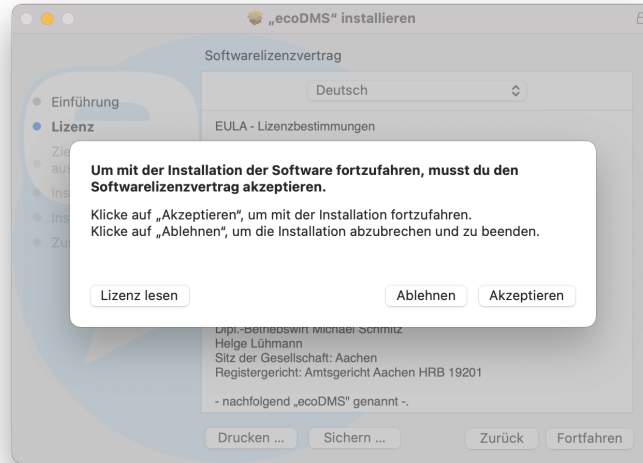 „ecoDMS“ installieren
Softwarelizenzvertrag
Deutsch
Einführung
Lizenz
EULA - Lizenzbestimmungen
Um mit der Installation der Software fortzufahren, musst du den
Softwarelizenzvertrag akzeptieren.
Klicke auf „Akzeptieren“, um mit der Installation fortzufahren.
Klicke auf „Ablehnen“, um die Installation abzubrechen und zu beenden.
Lizenz lesen
Ablehnen
Akzeptieren
Dipl.-Betriebswirt Michael Schmitz
Helge Lühmann
Sitz der Gesellschaft: Aachen
Registergericht: Amtsgericht Aachen HRB 19201
- nachfolgend „ecoDMS" genannt -.
Drucken ...
Sichern ...
Zurück
Fortfahren